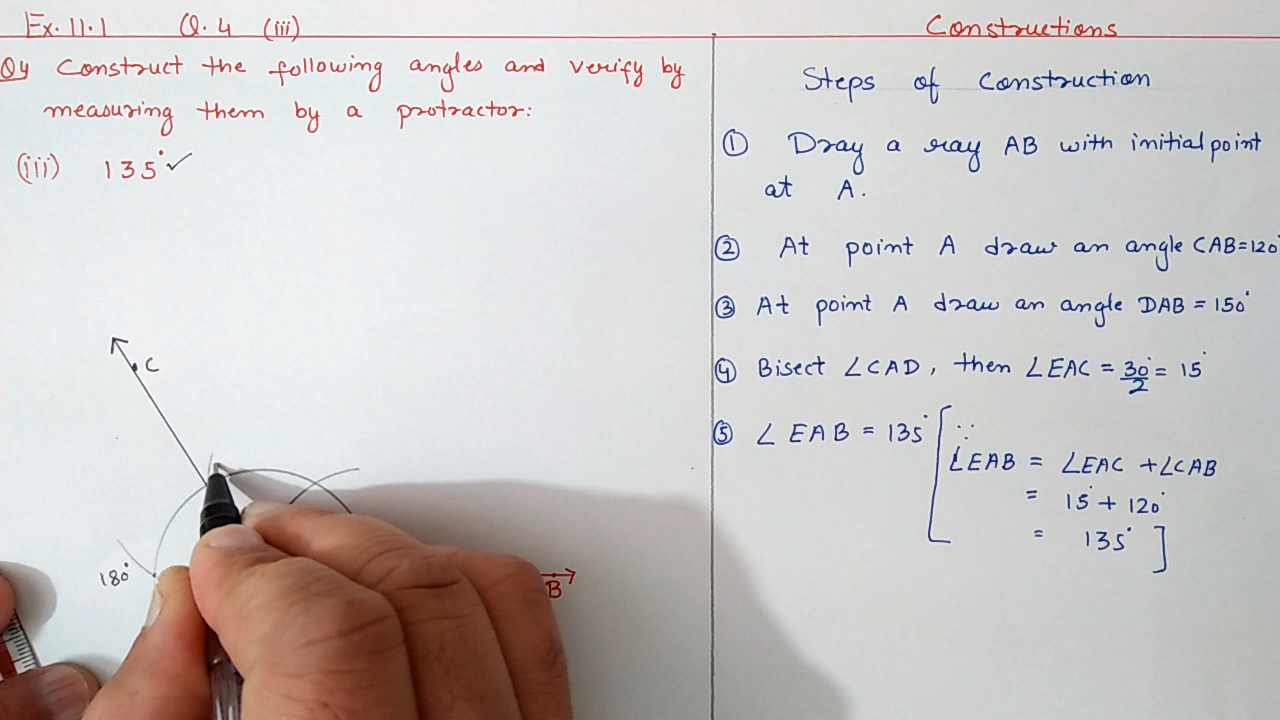 Ex. 11.1 Q. 4 (iii)
Q4 Construct the following angles and verify by
measuring them by a protractor:
(iii) 135° ✓
C
180°
B
Constructions
Steps of Construction
① Dray a ray AB with initial point
at A.
② At point A draw an angle CAB=120°
③ At point A draw an angle DAB = 150°
④ Bisect ∠CAD, then ∠EAC = 30°/2 = 15°
⑤ ∠EAB = 135° [∵
∠EAB = ∠EAC + ∠CAB
= 15° + 120°
= 135° ]